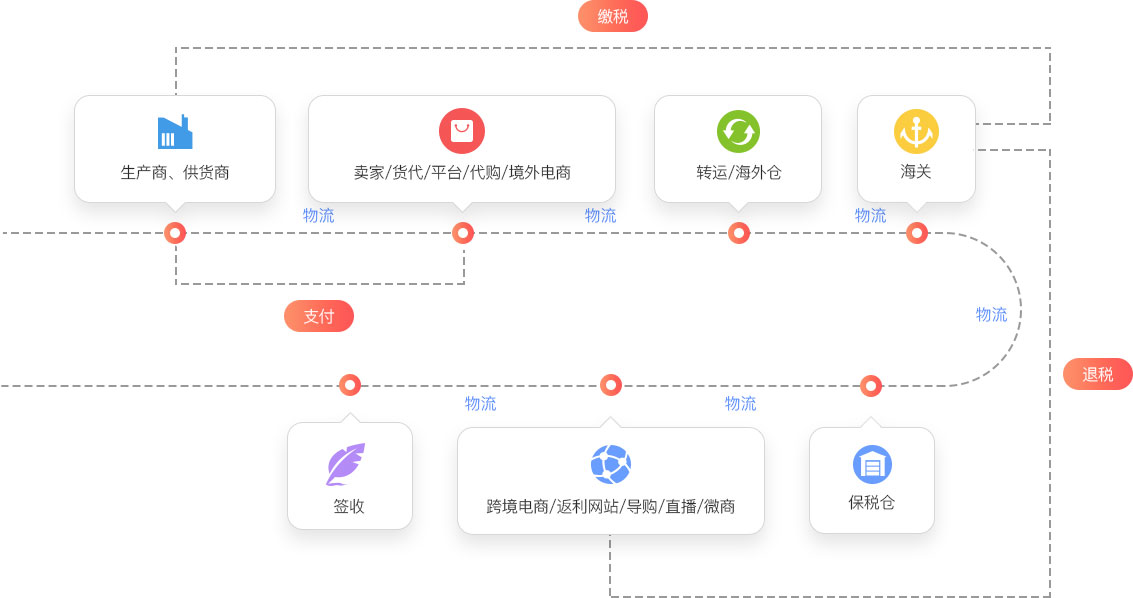 缴税
生产商、供货商
卖家/货代/平台/代购/境外电商
转运/海外仓
海关
物流
物流
物流
支付
物流
退税
物流
物流
签收
跨境电商/返利网站/导购/直播/微商
保税仓